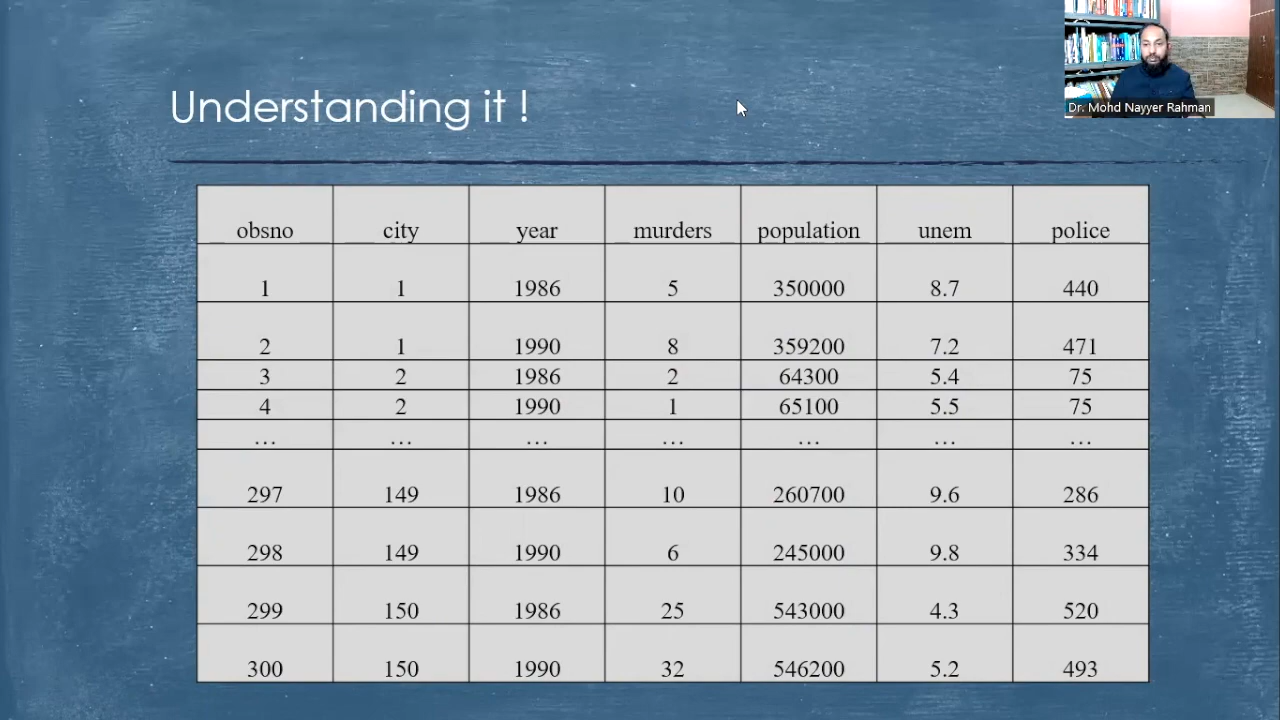 Dr. Mohd Nayyer Rahman
Understanding it !
obsno city year murders population unem police
1 1 1986 5 350000 8.7 440
2 1 1990 8 359200 7.2 471
3 2 1986 2 64300 5.4 75
4 2 1990 1 65100 5.5 75
… … … … … … …
297 149 1986 10 260700 9.6 286
298 149 1990 6 245000 9.8 334
299 150 1986 25 543000 4.3 520
300 150 1990 32 546200 5.2 493